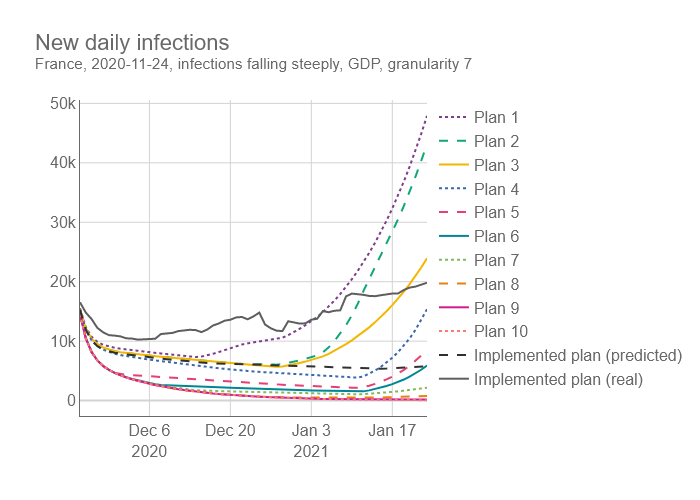 New daily infections
France, 2020-11-24, infections falling steeply, GDP, granularity 7
50k
40k
30k
20k
10k
0
Dec 6
2020
Dec 20
Jan 3
2021
Jan 17
Plan 1
Plan 2
Plan 3
Plan 4
Plan 5
Plan 6
Plan 7
Plan 8
Plan 9
Plan 10
Implemented plan (predicted)
Implemented plan (real)